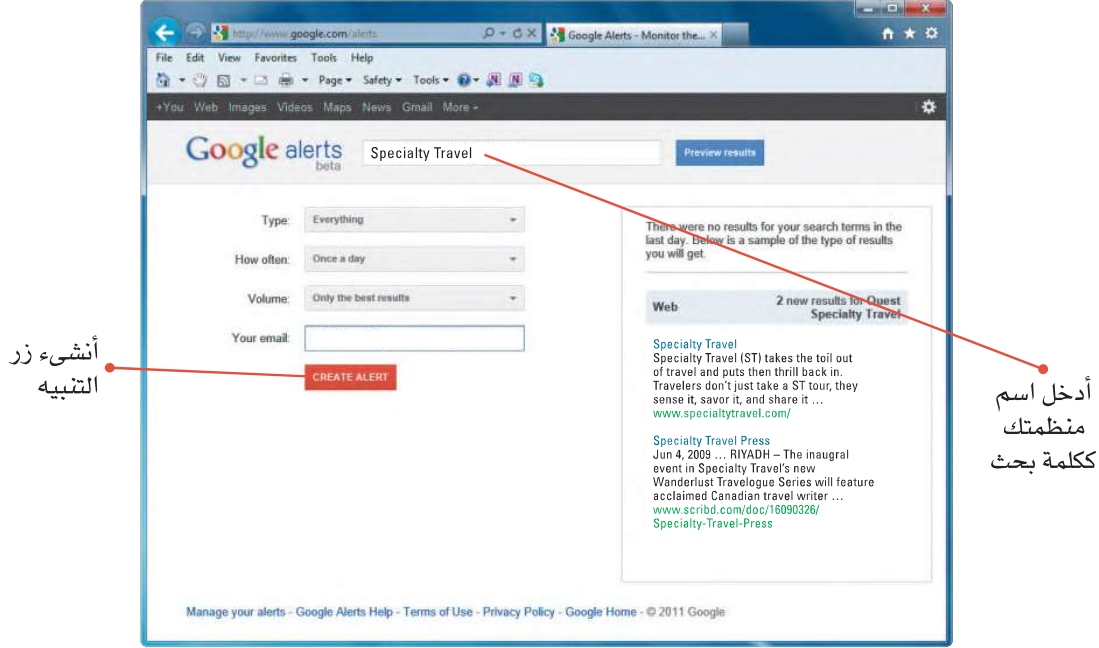 http://www.google.com/alerts
Google Alerts - Monitor the...
File Edit View Favorites Tools Help
Page Safety Tools
+You Web Images Videos Maps News Gmail More
Google alerts
beta
Specialty Travel
Preview results
Type: Everything
How often: Once a day
Volume: Only the best results
Your email:
CREATE ALERT
There were no results for your search terms in the
last day. Below is a sample of the type of results
you will get.
Web
2 new results for Quest
Specialty Travel
Specialty Travel
Specialty Travel (ST) takes the toil out
of travel and puts then thrill back in.
Travelers don't just take a ST tour, they
sense it, savor it, and share it ...
www.specialtytravel.com/
Specialty Travel Press
Jun 4, 2009 ... RIYADH – The inaugral
event in Specialty Travel's new
Wanderlust Travelogue Series will feature
acclaimed Canadian travel writer ...
www.scribd.com/doc/16090326/
Specialty-Travel-Press
أنشىء زر
التنبيه
أدخل اسم
منظمتك
ككلمة بحث
Manage your alerts - Google Alerts Help - Terms of Use - Privacy Policy - Google Home - © 2011 Google